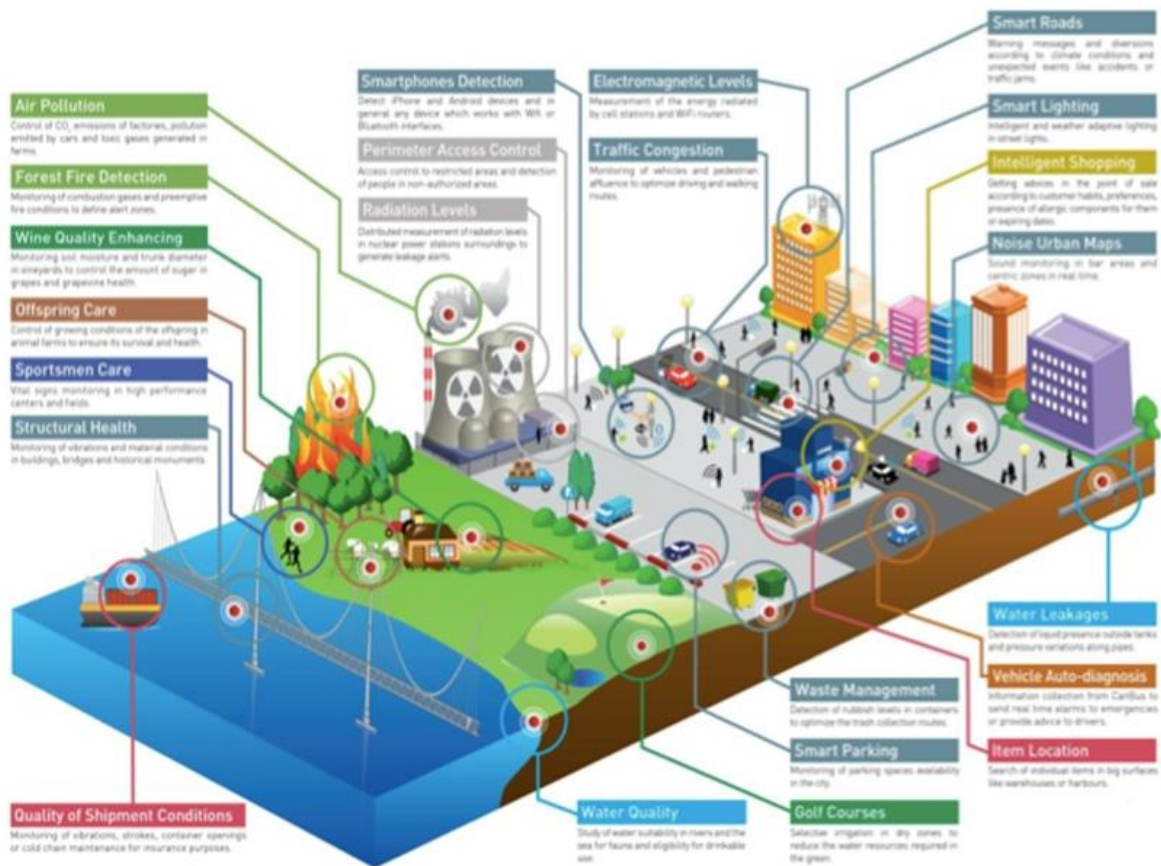 Air Pollution
Control of CO₂ emissions of factories, pollution
emitted by cars and toxic gases generated in
farms.
Forest Fire Detection
Monitoring of combustion gases and preemptive
fire conditions to define alert zones.
Wine Quality Enhancing
Monitoring soil moisture and trunk diameter
in vineyards to control the amount of sugar in
grapes and grapevine health.
Offspring Care
Control of growing conditions of the offspring in
animal farms to ensure its survival and health.
Sportsmen Care
Vital signs monitoring in high performance
centers and fields.
Structural Health
Monitoring of vibrations and material conditions
in buildings, bridges and historical monuments.
Quality of Shipment Conditions
Monitoring of vibrations, strokes, container openings
or cold chain maintenance for insurance purposes.
Smartphones Detection
Detect iPhone and Android devices and in
general any device which works with Wifi or
Bluetooth interfaces.
Perimeter Access Control
Access control to restricted areas and detection
of people in non-authorized areas.
Radiation Levels
Distributed measurement of radiation levels
in nuclear power stations surroundings to
generate leakage alerts.
Electromagnetic Levels
Measurement of the energy radiated
by cell stations and WiFi routers.
Traffic Congestion
Monitoring of vehicles and pedestrian
affluence to optimize driving and walking
routes.
Smart Roads
Warning messages and diversions
according to climate conditions and
unexpected events like accidents or
traffic jams.
Smart Lighting
Intelligent and weather adaptive lighting
in street lights.
Intelligent Shopping
Getting advices in the point of sale
according to customer habits, preferences,
presence of allergic components for them
or expiring dates.
Noise Urban Maps
Sound monitoring in bar areas and
centric zones in real time.
Water Leakages
Detection of liquid presence outside tanks
and pressure variations along pipes.
Vehicle Auto-diagnosis
Information collection from CanBus to
send real time alarms to emergencies
or provide advice to drivers.
Item Location
Search of individual items in big surfaces
like warehouses or harbours.
Waste Management
Detection of rubbish levels in containers
to optimize the trash collection routes.
Smart Parking
Monitoring of parking spaces availability
in the city.
Golf Courses
Selective irrigation in dry zones to
reduce the water resources required in
the green.
Water Quality
Study of water suitability in rivers and the
sea for fauna and eligibility for drinkable
use.